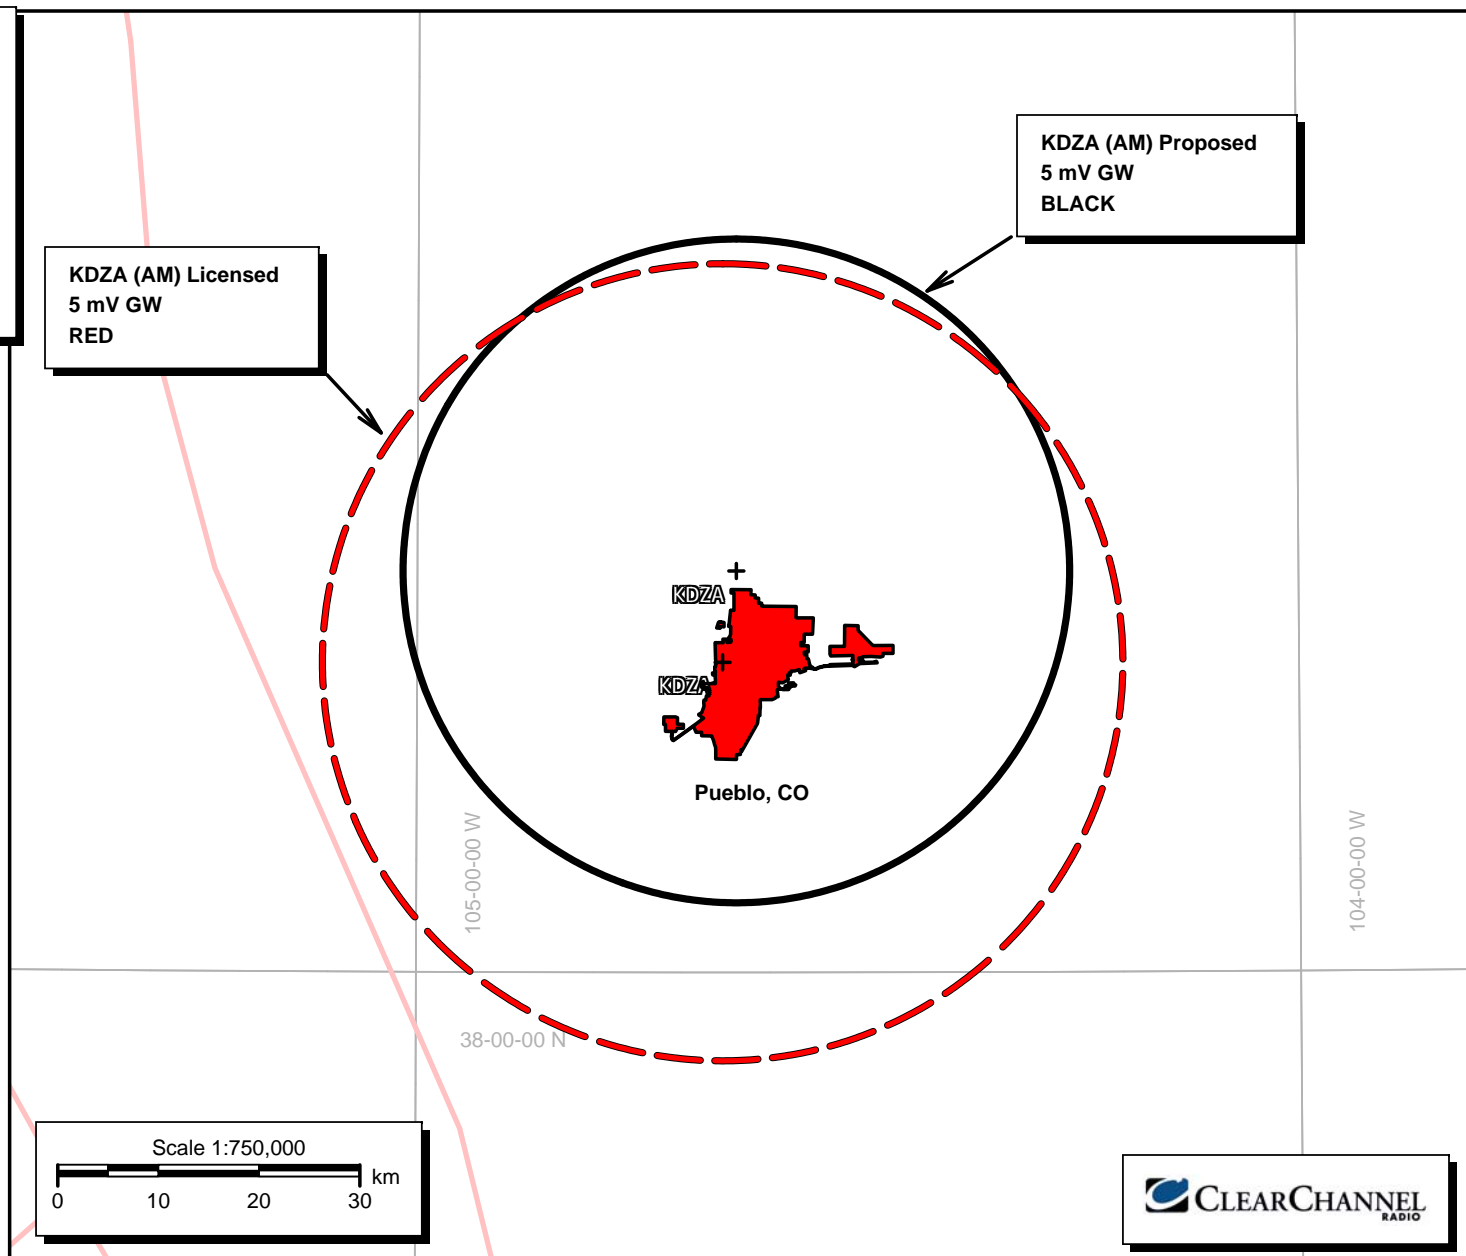 KDZA (AM) Proposed
5 mV GW
BLACK
KDZA (AM) Licensed
5 mV GW
RED
KDZA
KDZA
Pueblo, CO
105-00-00 W
104-00-00 W
38-00-00 N
Scale 1:750,000
km
0 10 20 30
CLEARCHANNEL
RADIO